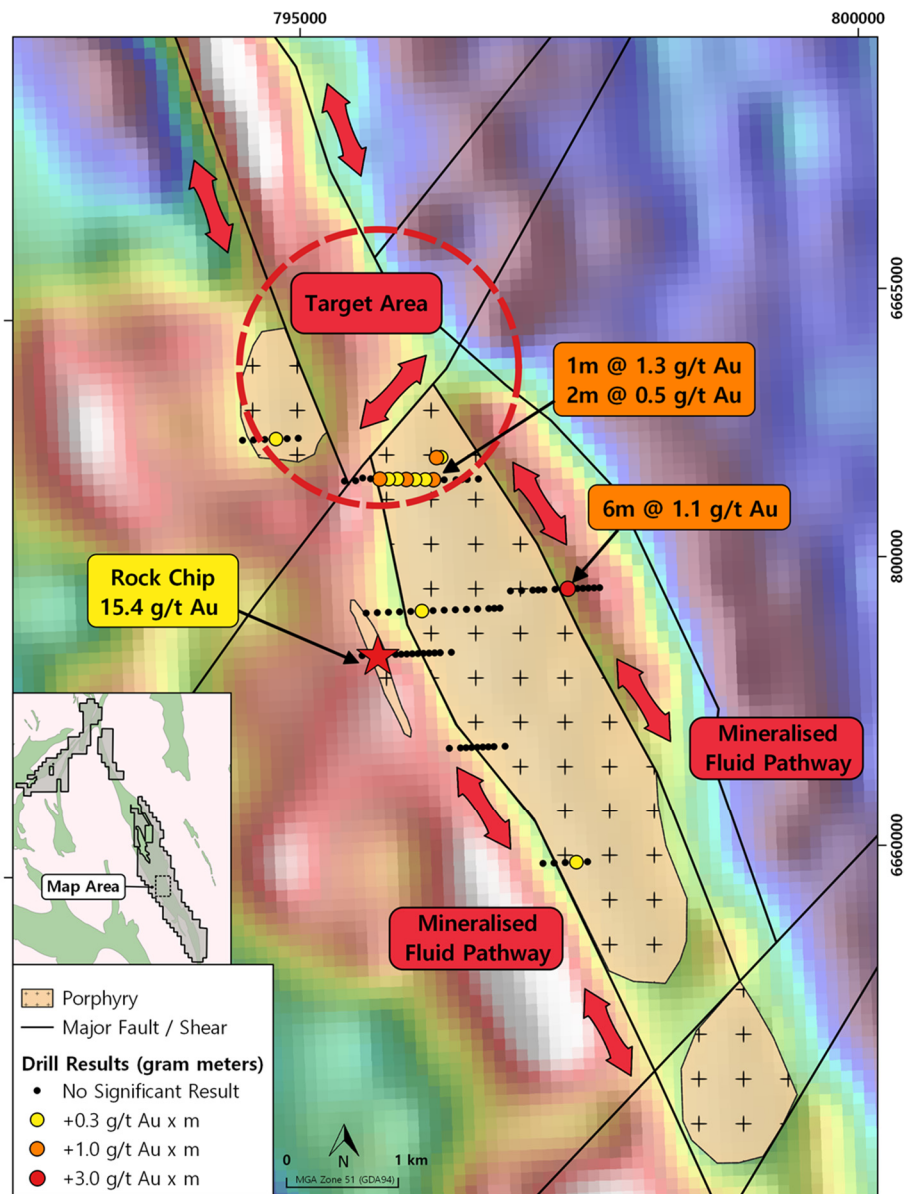 795000
800000
6665000
Target Area
1m @ 1.3 g/t Au
2m @ 0.5 g/t Au
6m @ 1.1 g/t Au
800000
Rock Chip
15.4 g/t Au
Mineralised
Fluid Pathway
6660000
Map Area
Mineralised
Fluid Pathway
Porphyry
Major Fault / Shear
Drill Results (gram meters)
No Significant Result
+0.3 g/t Au x m
+1.0 g/t Au x m
+3.0 g/t Au x m
0
N
1 km
MGA Zone 51 (GDA94)